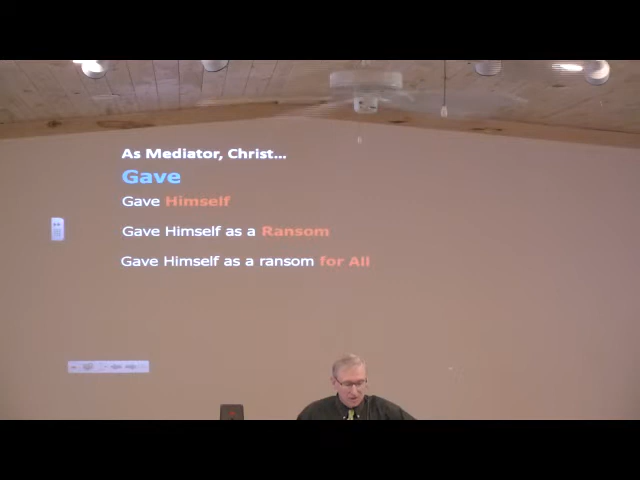 As Mediator, Christ...
Gave
Gave Himself
Gave Himself as a Ransom
Gave Himself as a ransom for All